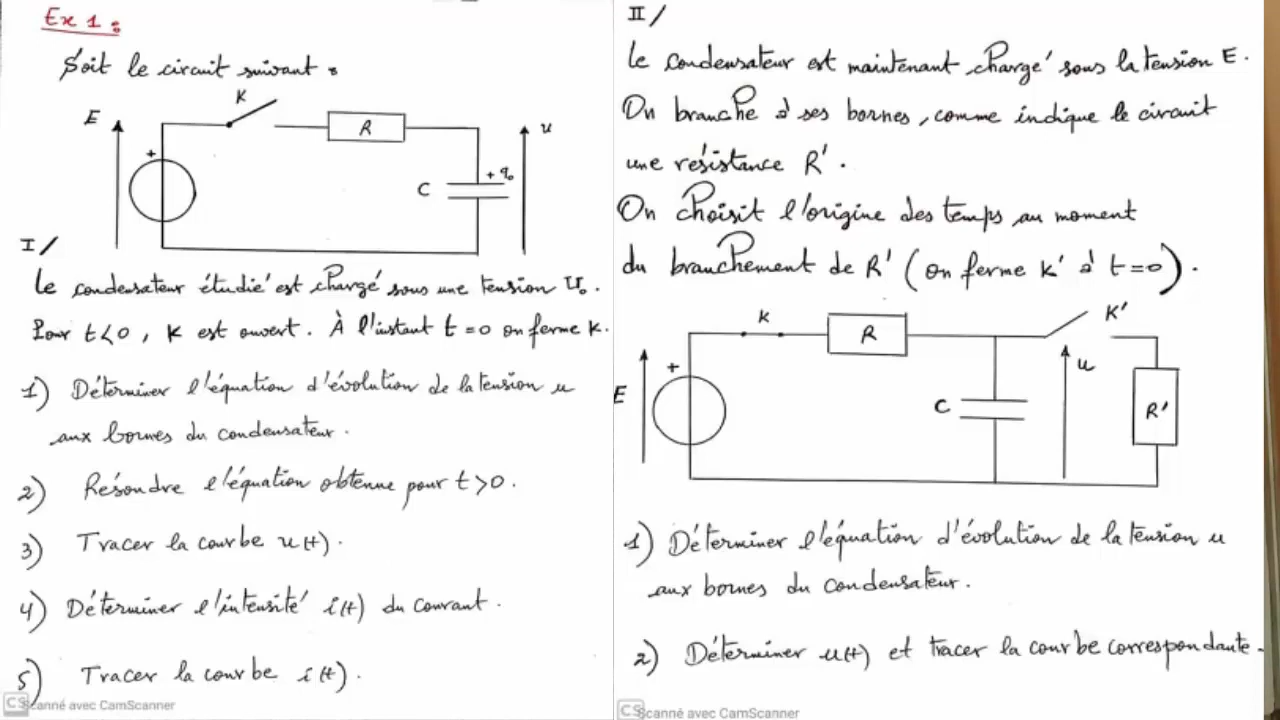 Ex 1 :
Soit le circuit suivant :
K
E
R
u
+
+ q₀
C
I/
Le condensateur étudié est chargé sous une tension U₀.
Pour t<0, K est ouvert. À l'instant t=0 on ferme K.
1) Déterminer l'équation d'évolution de la tension u
aux bornes du condensateur.
2) Résoudre l'équation obtenue pour t>0.
3) Tracer la courbe u(t).
4) Déterminer l'intensité i(t) du courant.
5) Tracer la courbe i(t).
CS Scanné avec CamScanner
II/
Le condensateur est maintenant chargé sous la tension E.
On branche à ses bornes, comme indique le circuit
une résistance R'.
On choisit l'origine des temps au moment
du branchement de R' (on ferme K' à t=0).
K
K'
R
+
u
E
C
R'
1) Déterminer l'équation d'évolution de la tension u
aux bornes du condensateur.
2) Déterminer u(t) et tracer la courbe correspondante.
CS Scanné avec CamScanner